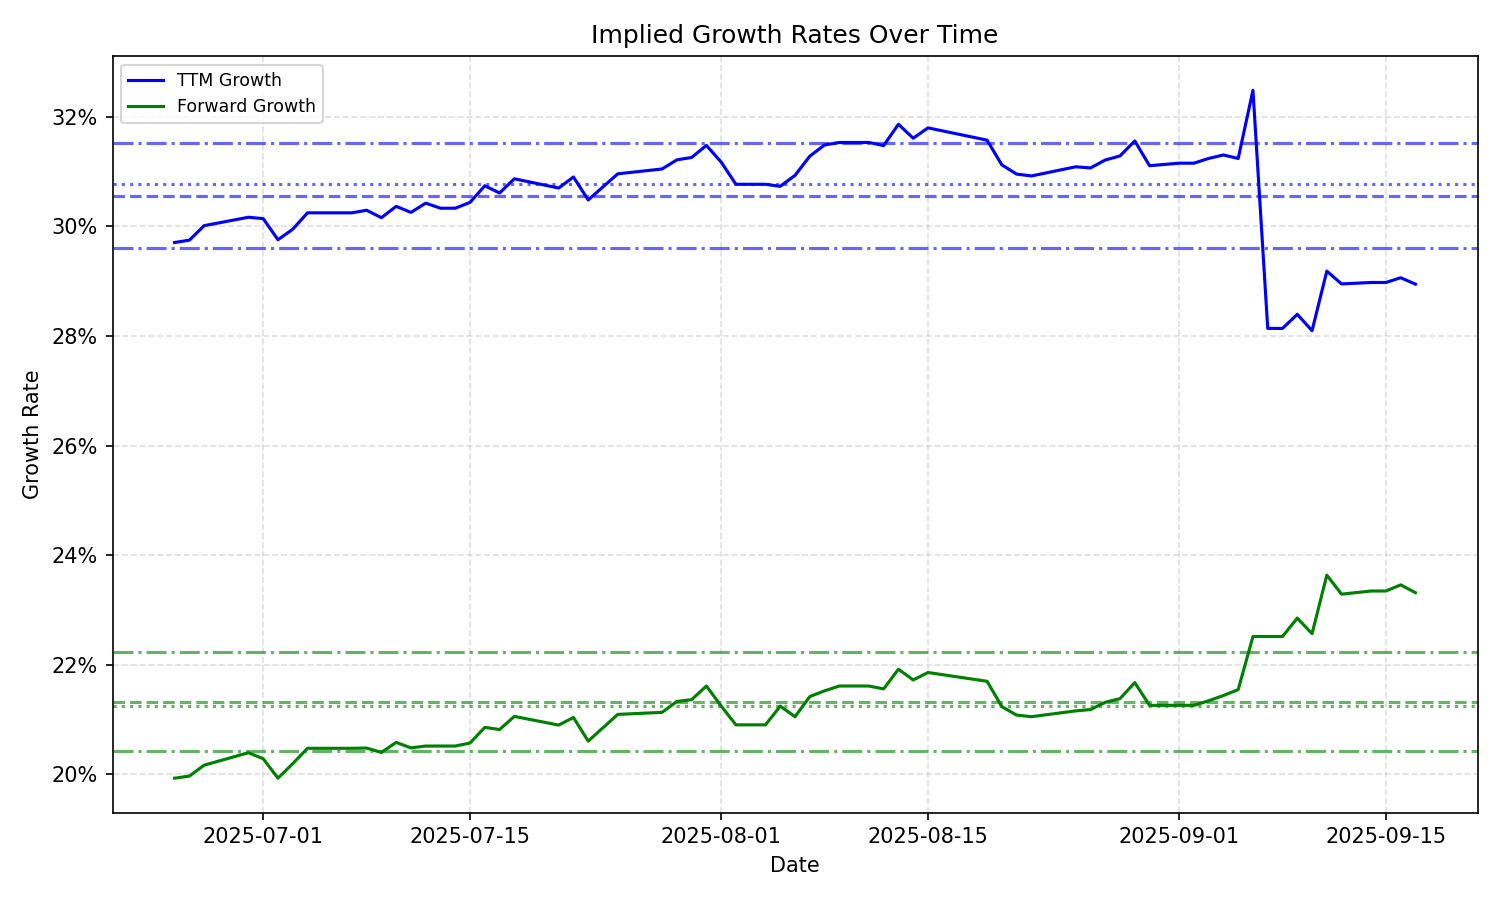 Implied Growth Rates Over Time
TTM Growth
Forward Growth
32%
30%
28%
26%
24%
22%
20%
Growth Rate
2025-07-01
2025-07-15
2025-08-01
2025-08-15
2025-09-01
2025-09-15
Date